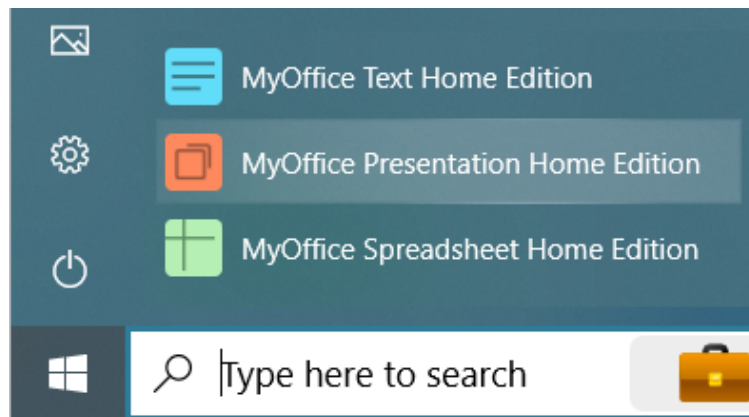 MyOffice Text Home Edition
MyOffice Presentation Home Edition
MyOffice Spreadsheet Home Edition
Type here to search